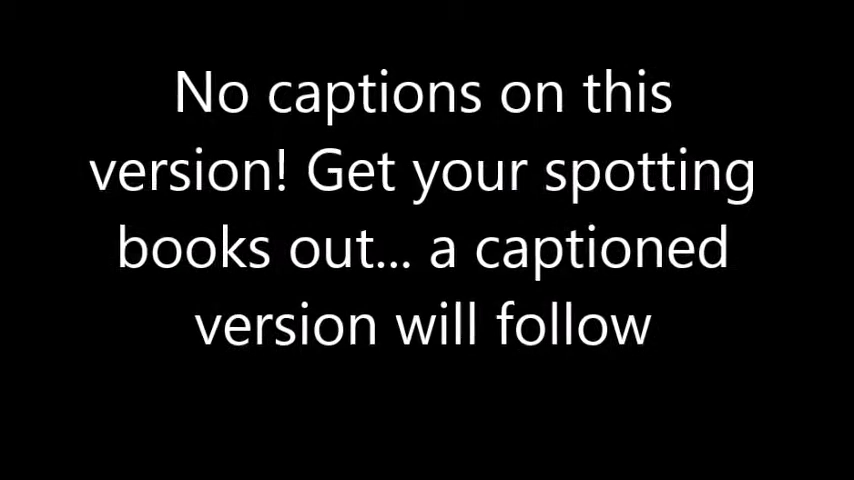 No captions on this
version! Get your spotting
books out... a captioned
version will follow